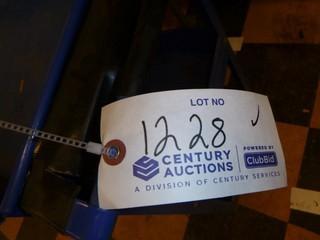 LOT NO
1228
CENTURY
AUCTIONS
POWERED BY
ClubBid
A DIVISION OF CENTURY SERVICES